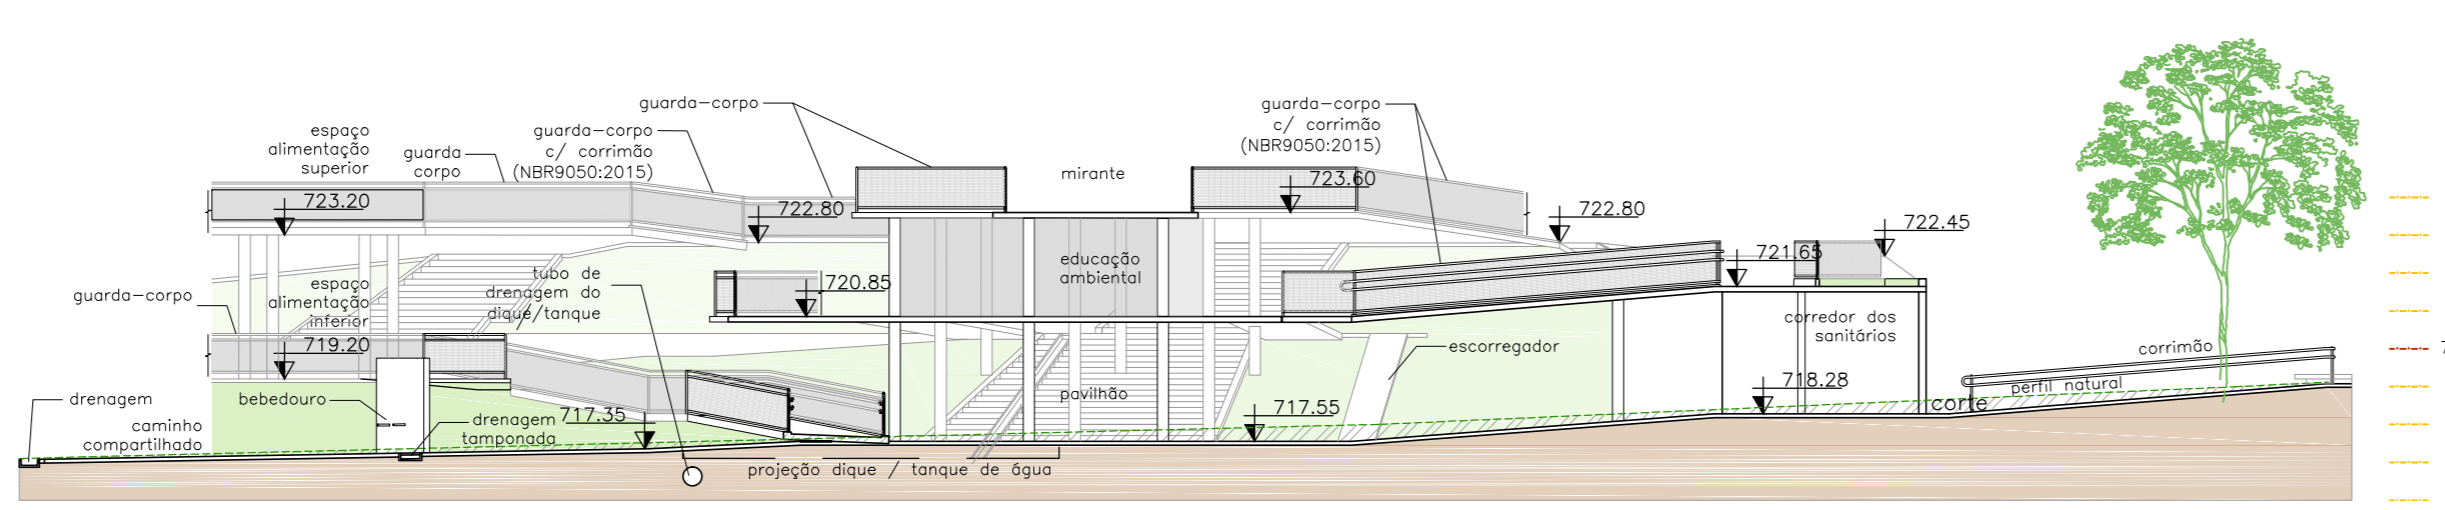 guarda-corpo
guarda-corpo
c/ corrimão
(NBR9050:2015)
espaço
alimentação
superior
guarda
corpo
guarda-corpo
c/ corrimão
(NBR9050:2015)
mirante
723.20
722.80
723.60
722.80
722.45
educação
ambiental
721.65
720.85
tubo de
drenagem do
dique/tanque
guarda-corpo
espaço
alimentação
inferior
719.20
corredor dos
sanitários
escorregador
corrimão
perfil natural
718.28
corte
pavilhão
717.55
717.35
drenagem
bebedouro
caminho
compartilhado
drenagem
tamponada
projeção dique / tanque de água